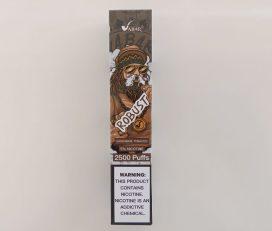 ROBUST
5% NICOTINE
2500 Puffs
WARNING:
THIS PRODUCT
CONTAINS
NICOTINE,
NICOTINE IS AN
ADDICTIVE
CHEMICAL.